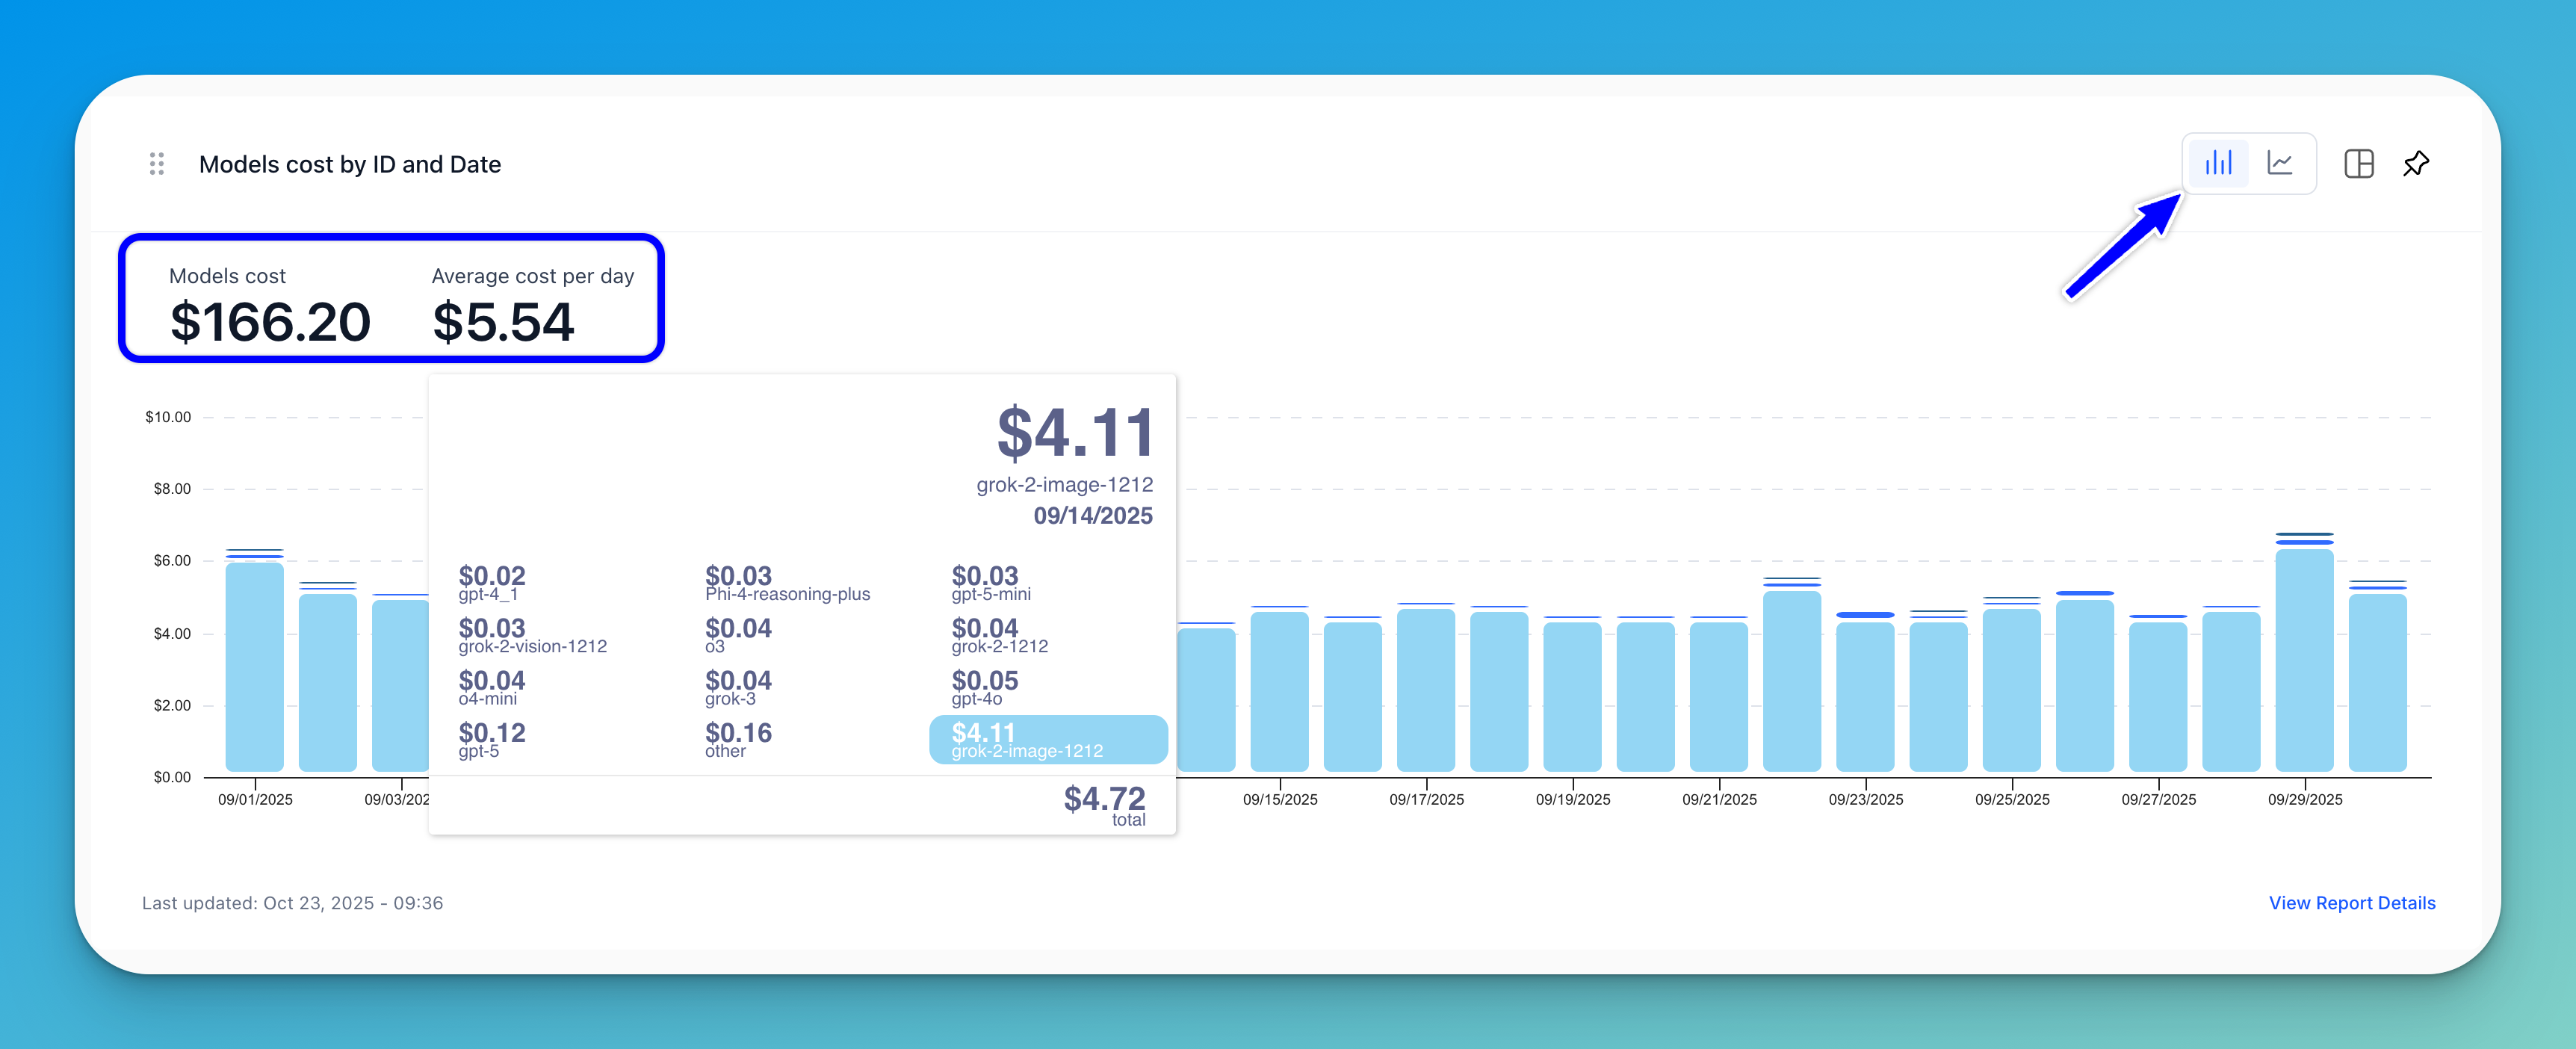 Models cost by ID and Date
Models cost
Average cost per day
$166.20
$5.54
$10.00
$8.00
$6.00
$4.00
$2.00
$0.00
$4.11
grok-2-image-1212
09/14/2025
$0.02
gpt-4_1
$0.03
Phi-4-reasoning-plus
$0.03
gpt-5-mini
$0.03
grok-2-vision-1212
$0.04
o3
$0.04
grok-2-1212
$0.04
o4-mini
$0.04
grok-3
$0.05
gpt-4o
$0.12
gpt-5
$0.16
other
$4.11
grok-2-image-1212
$4.72
total
09/01/2025
09/03/202
09/15/2025
09/17/2025
09/19/2025
09/21/2025
09/23/2025
09/25/2025
09/27/2025
09/29/2025
Last updated: Oct 23, 2025 - 09:36
View Report Details